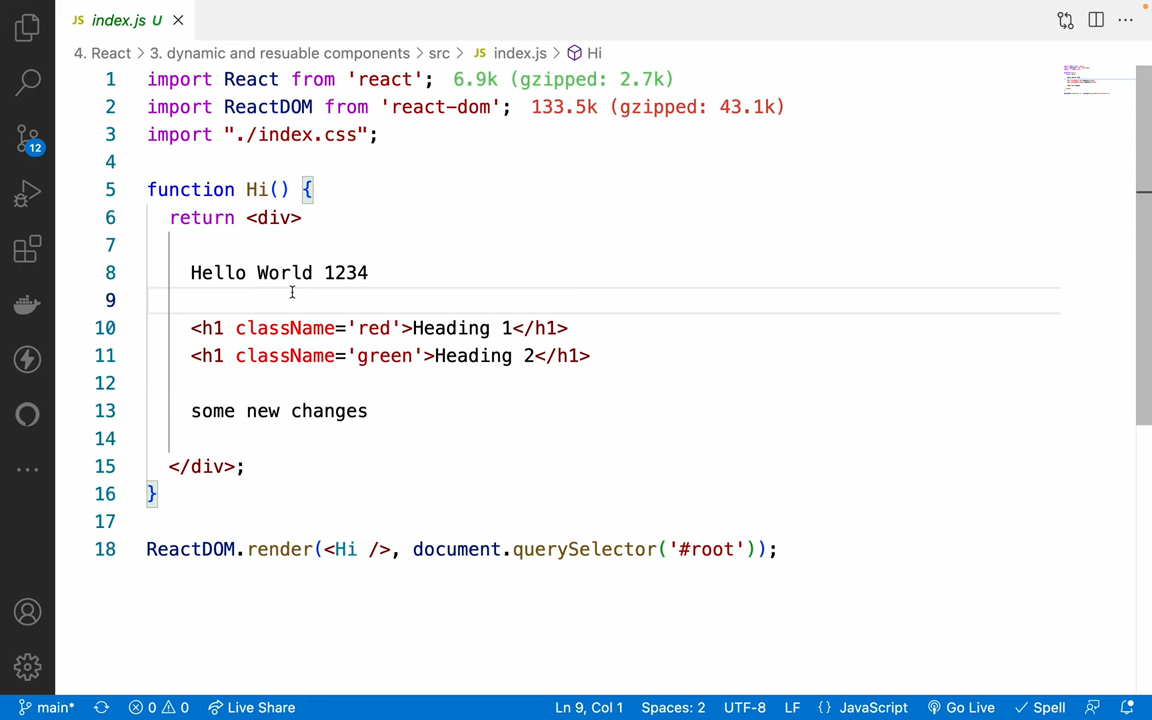 JS index.js U
4. React > 3. dynamic and resuable components > src > JS index.js > Hi
1 import React from 'react'; 6.9k (gzipped: 2.7k)
2 import ReactDOM from 'react-dom'; 133.5k (gzipped: 43.1k)
3 import "./index.css";
4
5 function Hi() {
6 return <div>
7
8 Hello World 1234
9
10 <h1 className='red'>Heading 1</h1>
11 <h1 className='green'>Heading 2</h1>
12
13 some new changes
14
15 </div>;
16 }
17
18 ReactDOM.render(<Hi />, document.querySelector('#root'));
12
main* 0 0 Live Share Ln 9, Col 1 Spaces: 2 UTF-8 LF {} JavaScript Go Live Spell